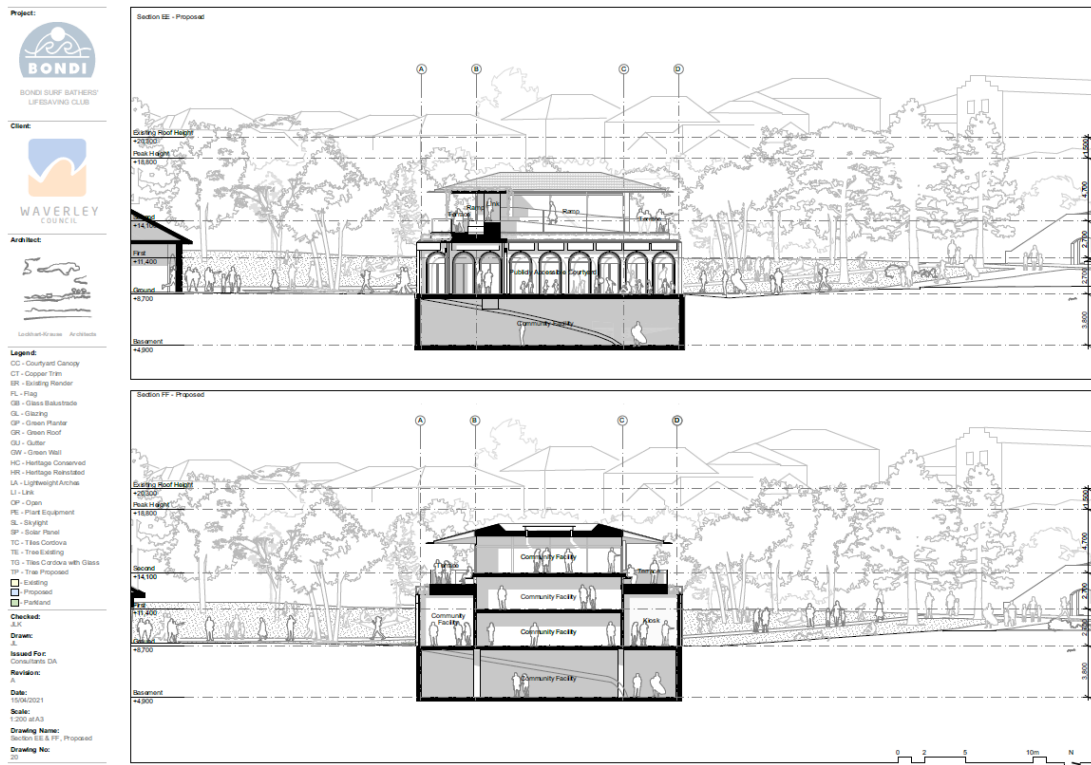 Project:
BONDI
BONDI SURF BATHERS'
LIFESAVING CLUB
Client:
WAVERLEY
COUNCIL
Architect:
Lockhart-Krause Architects
Legend:
CC - Courtyard Canopy
CT - Copper Trim
ER - Existing Render
FL - Flag
GB - Glass Balustrade
GL - Glazing
GP - Green Planter
GR - Green Roof
GU - Gutter
GW - Green Wall
HC - Heritage Conserved
HR - Heritage Reinstated
LA - Lightweight Arches
LI - Link
OP - Open
PE - Plant Equipment
SL - Skylight
SP - Solar Panel
TC - Tiles Cordova
TE - Tree Existing
TG - Tiles Cordova with Glass
TP - Tree Proposed
- Existing
- Proposed
- Parkland
Checked:
JLK
Drawn:
JL
Issued For:
Consultants DA
Revision:
A
Date:
15/04/2021
Scale:
1:200 at A3
Drawing Name:
Section EE & FF, Proposed
Drawing No:
20
Section EE - Proposed
A B C D
Existing Roof Height
+20,300
Peak Height
+18,800
+14,100
First
+11,400
Ground
+8,700
Basement
+4,900
Terrace
Ramp
Link
Ramp
Terrace
Publicly Accessible Courtyard
Community Facility
4,700
Section FF - Proposed
A B C D
Existing Roof Height
+20,300
Peak Height
+18,800
Second
+14,100
First
+11,400
Ground
+8,700
Basement
+4,900
Terrace
Community Facility
Terrace
Community Facility
Community
Facility
Community Facility
Kiosk
Community Facility
4,700
3,800
0 2 5 10m N